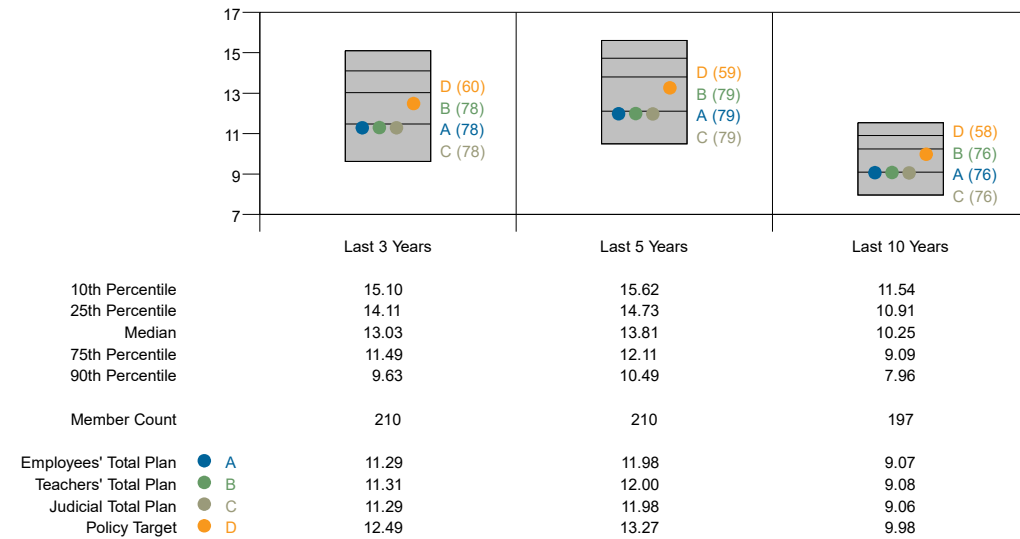 17
15
13
11
9
7
D (60)
B (78)
A (78)
C (78)
D (59)
B (79)
A (79)
C (79)
D (58)
B (76)
A (76)
C (76)
Last 3 Years Last 5 Years Last 10 Years
10th Percentile 15.10 15.62 11.54
25th Percentile 14.11 14.73 10.91
Median 13.03 13.81 10.25
75th Percentile 11.49 12.11 9.09
90th Percentile 9.63 10.49 7.96
Member Count 210 210 197
Employees' Total Plan A 11.29 11.98 9.07
Teachers' Total Plan B 11.31 12.00 9.08
Judicial Total Plan C 11.29 11.98 9.06
Policy Target D 12.49 13.27 9.98